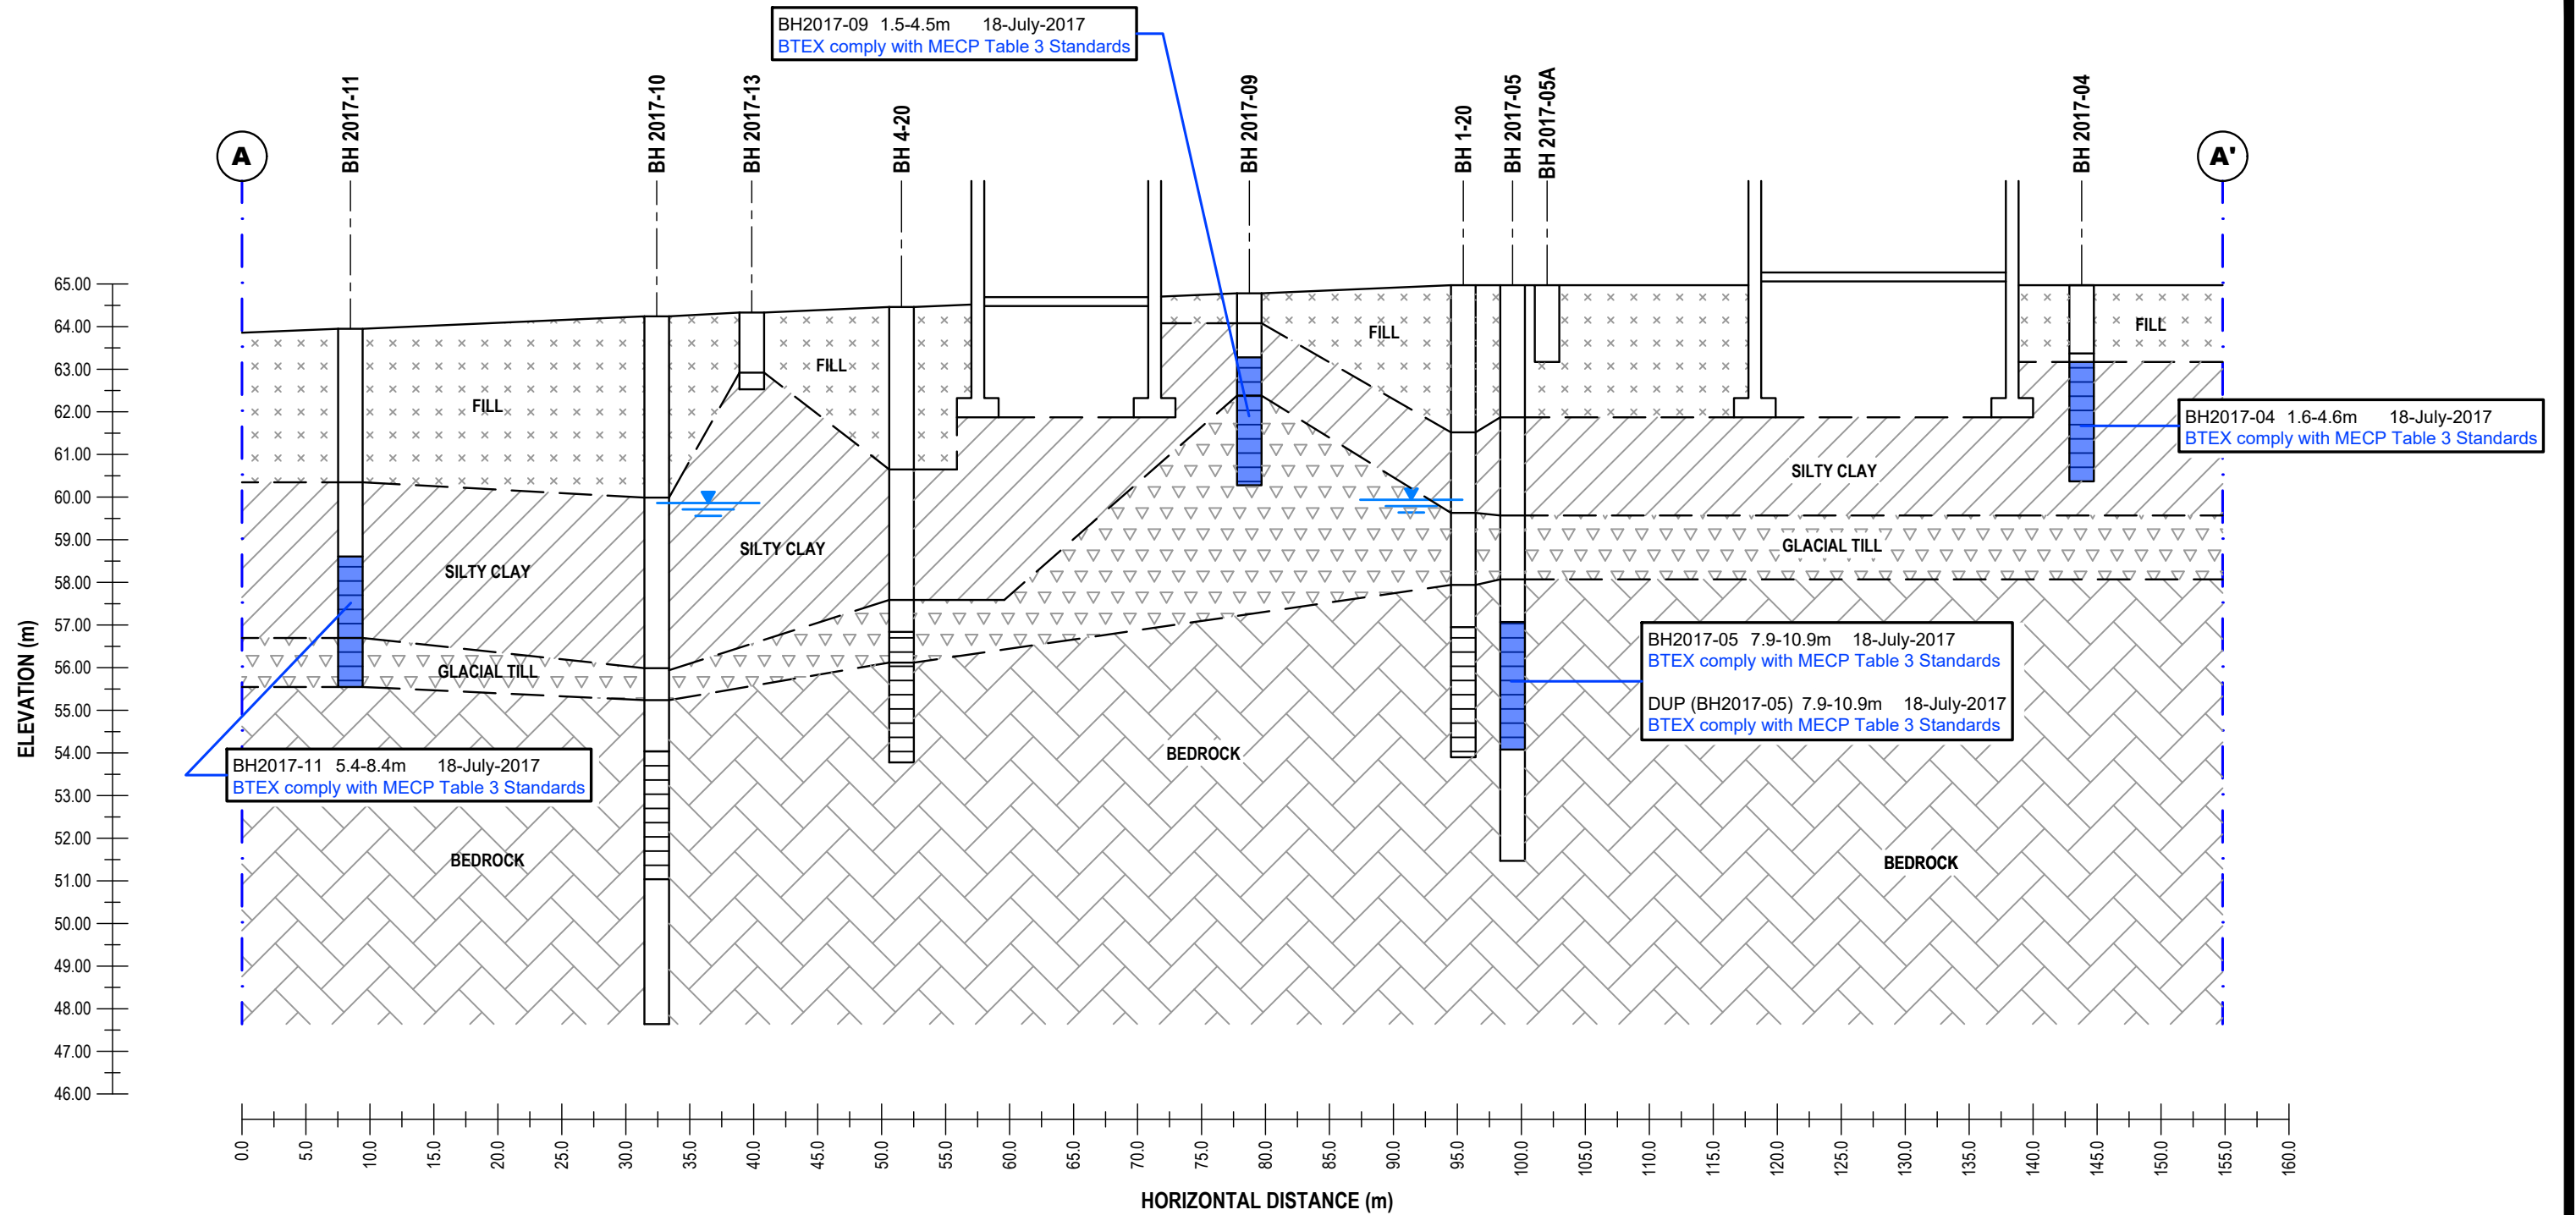 BH2017-09 1.5-4.5m 18-July-2017
BTEX comply with MECP Table 3 Standards
BH 2017-11
BH 2017-10
BH 2017-13
BH 4-20
BH 2017-09
BH 1-20
BH 2017-05
BH 2017-05A
BH 2017-04
A
A'
65.00
64.00
63.00
62.00
61.00
60.00
59.00
58.00
57.00
56.00
55.00
54.00
53.00
52.00
51.00
50.00
49.00
48.00
47.00
46.00
ELEVATION (m)
FILL
FILL
FILL
FILL
BH2017-04 1.6-4.6m 18-July-2017
BTEX comply with MECP Table 3 Standards
SILTY CLAY
SILTY CLAY
SILTY CLAY
GLACIAL TILL
GLACIAL TILL
BH2017-05 7.9-10.9m 18-July-2017
BTEX comply with MECP Table 3 Standards
DUP (BH2017-05) 7.9-10.9m 18-July-2017
BTEX comply with MECP Table 3 Standards
BH2017-11 5.4-8.4m 18-July-2017
BTEX comply with MECP Table 3 Standards
BEDROCK
BEDROCK
BEDROCK
0.0
5.0
10.0
15.0
20.0
25.0
30.0
35.0
40.0
45.0
50.0
55.0
60.0
65.0
70.0
75.0
80.0
85.0
90.0
95.0
100.0
105.0
110.0
115.0
120.0
125.0
130.0
135.0
140.0
145.0
150.0
155.0
160.0
HORIZONTAL DISTANCE (m)